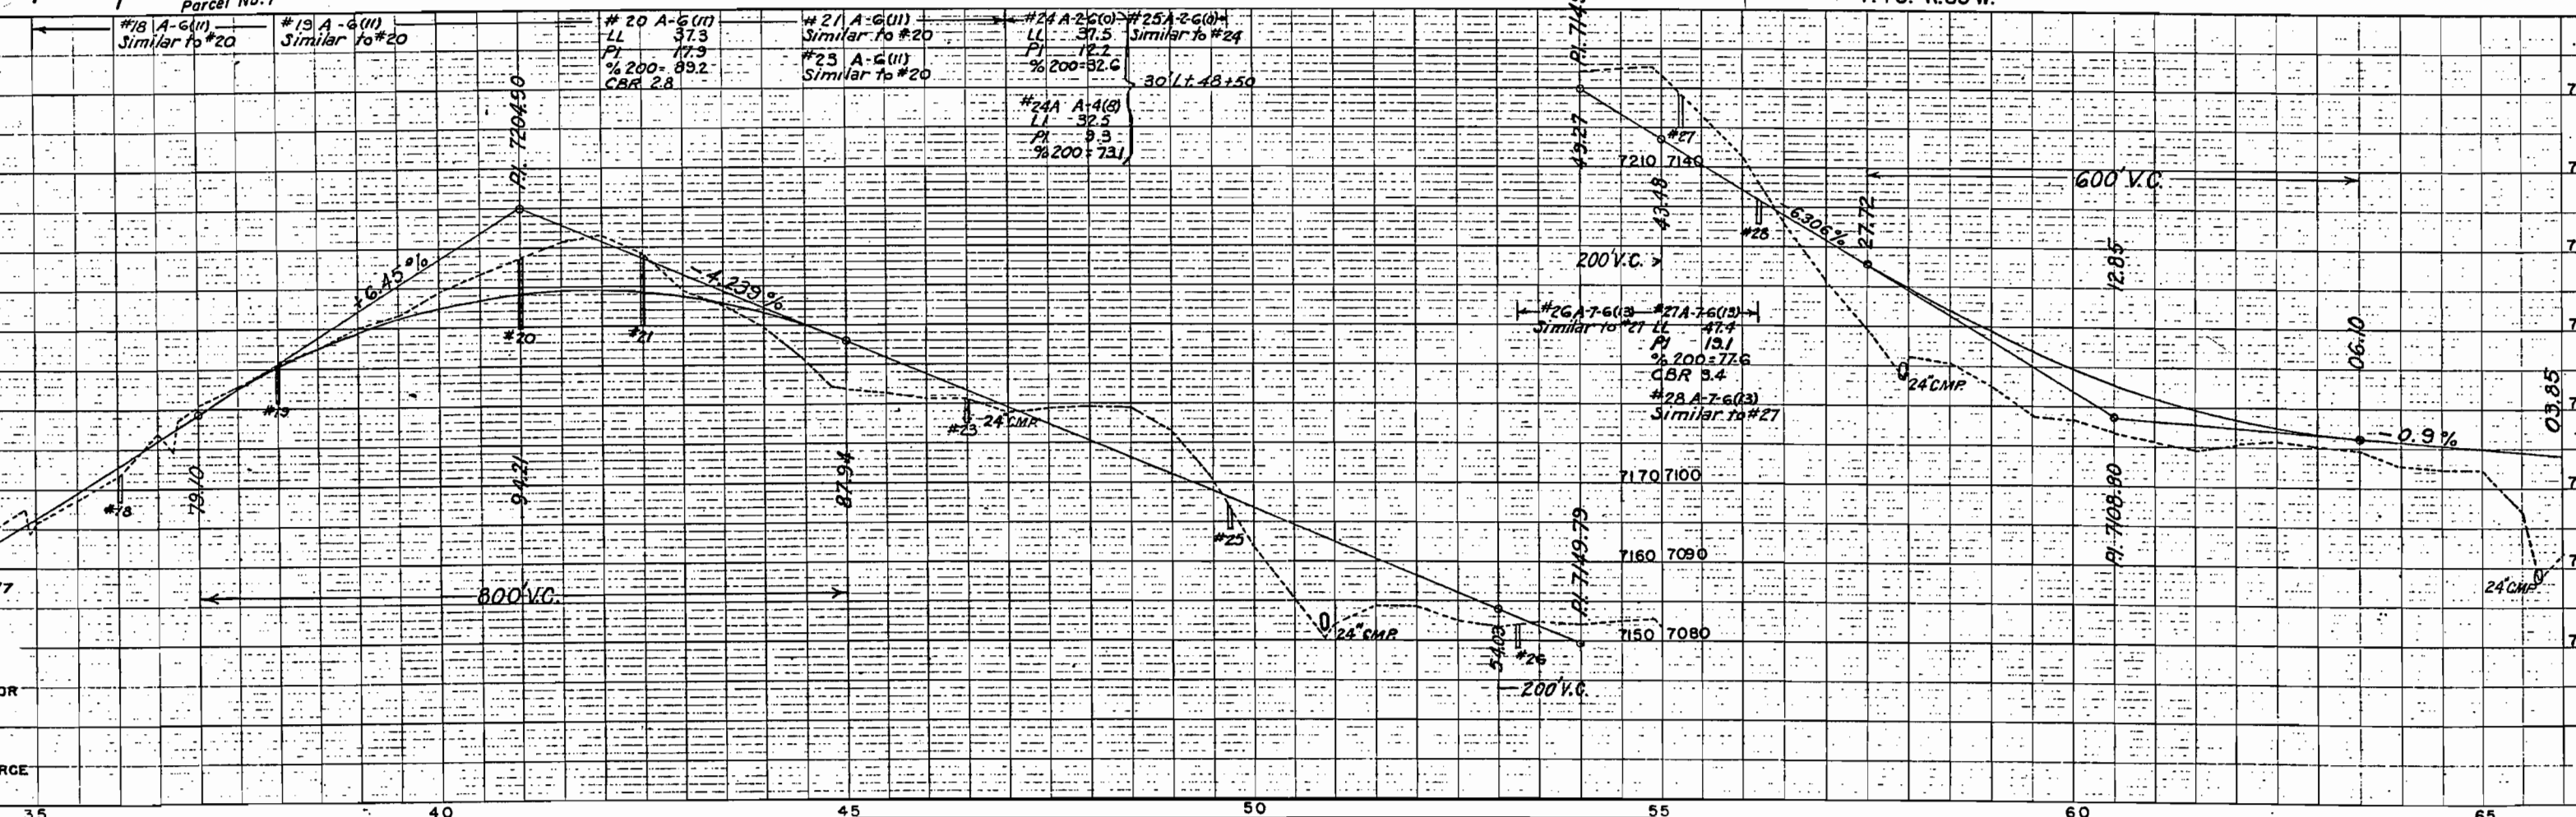 Parcel No. 1
#18 A-6(11)
Similar to #20
#19 A-6(11)
Similar to #20
# 20 A-6(11)
LL 37.3
PI 17.9
% 200= 89.2
CBR 2.8
#21 A-6(11)
Similar to #20
#23 A-6(11)
Similar to #20
#24 A-2-6(0)
LL 37.5
PI 12.2
% 200=32.6
#25 A-2-6(0)
Similar to #24
#24A A-4(8)
LL 32.5
PI 9.3
% 200=73.1
30' Lt. 48+50
P.I. 7204.90
+6.45%
-4.239%
#18
#19
#20
#21
#23
24" CMP.
#25
24" CMP.
#26
79.10
94.21
87.94
54.03
800' V.C.
200' V.C.
P.I. 7149.79
49.27
43.48
#27
7210 7140
200' V.C.
#28
-6.306%
27.72
600' V.C.
12.85
06.10
03.85
#26 A-7-6(13)
Similar to #27
#27 A-7-6(13)
LL 47.4
PI 19.1
% 200=77.6
CBR 3.4
#28 A-7-6(13)
Similar to #27
24" CMP.
-0.9%
7170 7100
7160 7090
7150 7080
P.I. 7108.80
24" CMP
OR
RGE
35 40 45 50 55 60 65